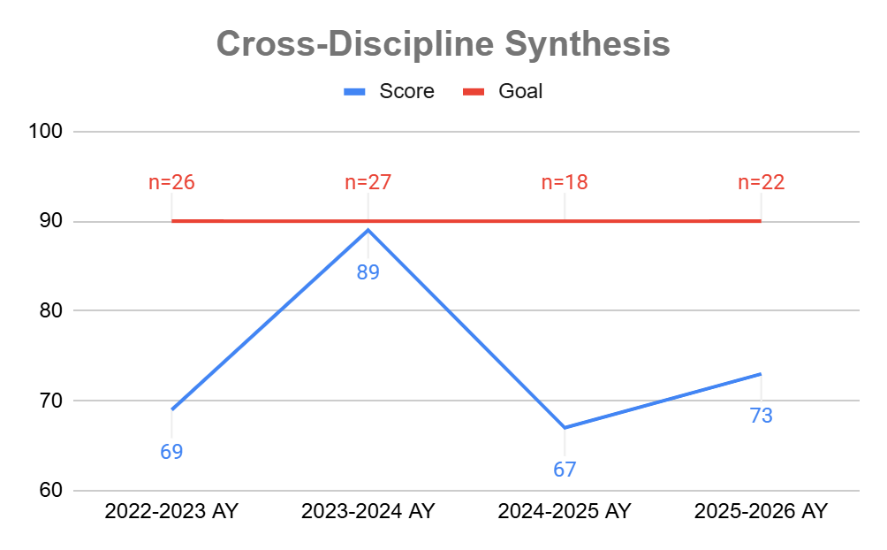 Cross-Discipline Synthesis
Score Goal
100
n=26 n=27 n=18 n=22
90
89
80
70
73
69
67
60
2022-2023 AY 2023-2024 AY 2024-2025 AY 2025-2026 AY